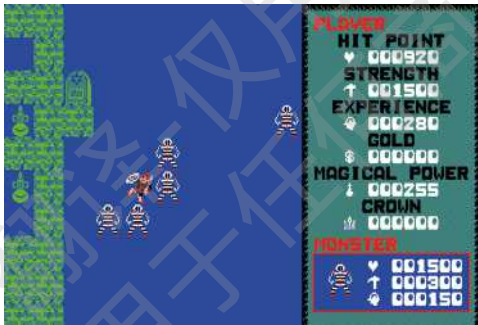 PLAYER
HIT POINT
000920
STRENGTH
001500
EXPERIENCE
000280
GOLD
000000
MAGICAL POWER
000255
CROWN
000000
MONSTER
001500
000300
000150